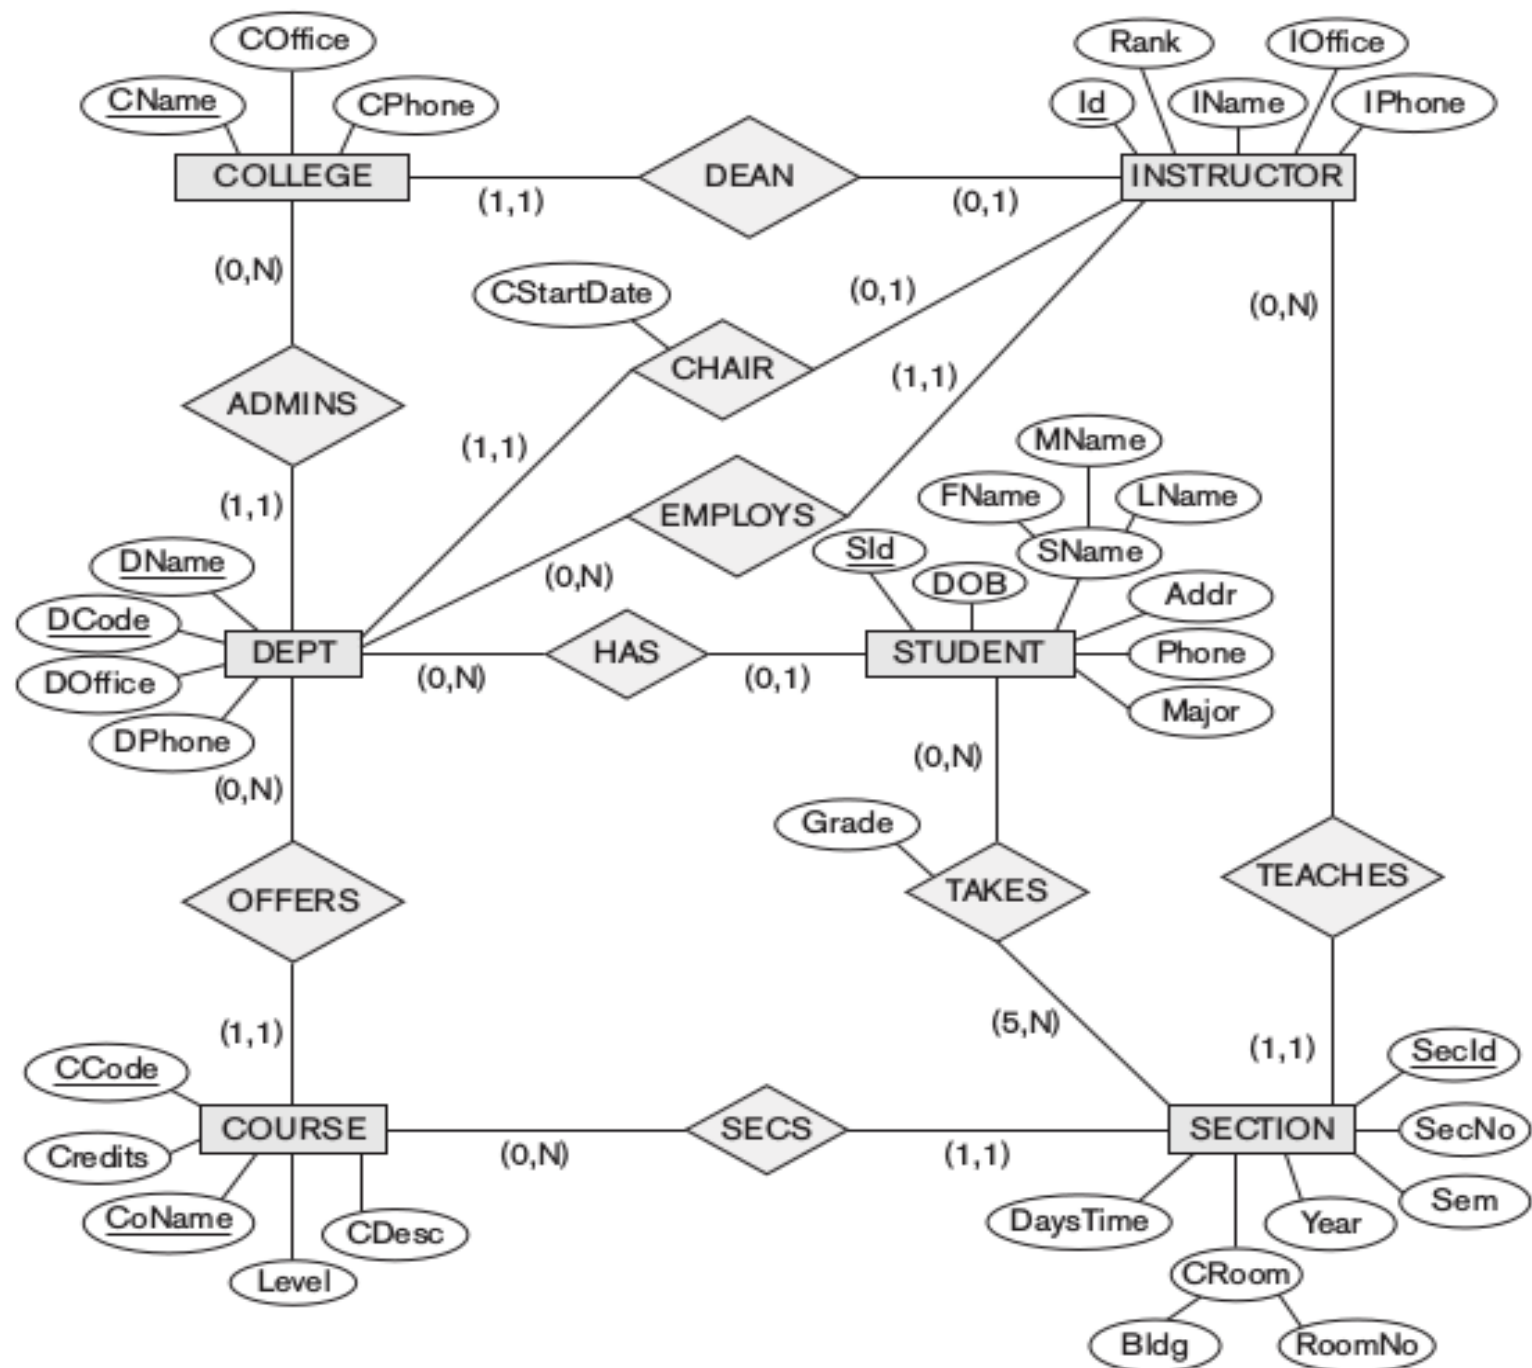 COffice
CName
CPhone
COLLEGE
(1,1)
DEAN
(0,1)
Rank
IOffice
Id
IName
IPhone
INSTRUCTOR
(0,N)
CStartDate
CHAIR
(0,1)
(0,N)
ADMINS
(1,1)
(1,1)
(1,1)
EMPLOYS
(0,N)
MName
FName
LName
SId
SName
DOB
Addr
DName
DCode
DEPT
DOffice
DPhone
(0,N)
HAS
(0,1)
STUDENT
Phone
Major
(0,N)
(0,N)
Grade
TAKES
TEACHES
OFFERS
(5,N)
(1,1)
(1,1)
CCode
COURSE
Credits
CoName
Level
CDesc
(0,N)
SECS
(1,1)
SECTION
SecId
SecNo
Sem
DaysTime
Year
CRoom
Bldg
RoomNo